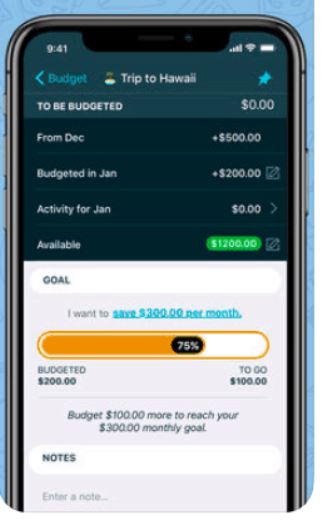 9:41
Budget 🏝 Trip to Hawaii
TO BE BUDGETED $0.00
From Dec +$500.00
Budgeted in Jan +$200.00
Activity for Jan $0.00
Available $1200.00
GOAL
I want to save $300.00 per month.
75%
BUDGETED TO GO
$200.00 $100.00
Budget $100.00 more to reach your
$300.00 monthly goal.
NOTES
Enter a note...